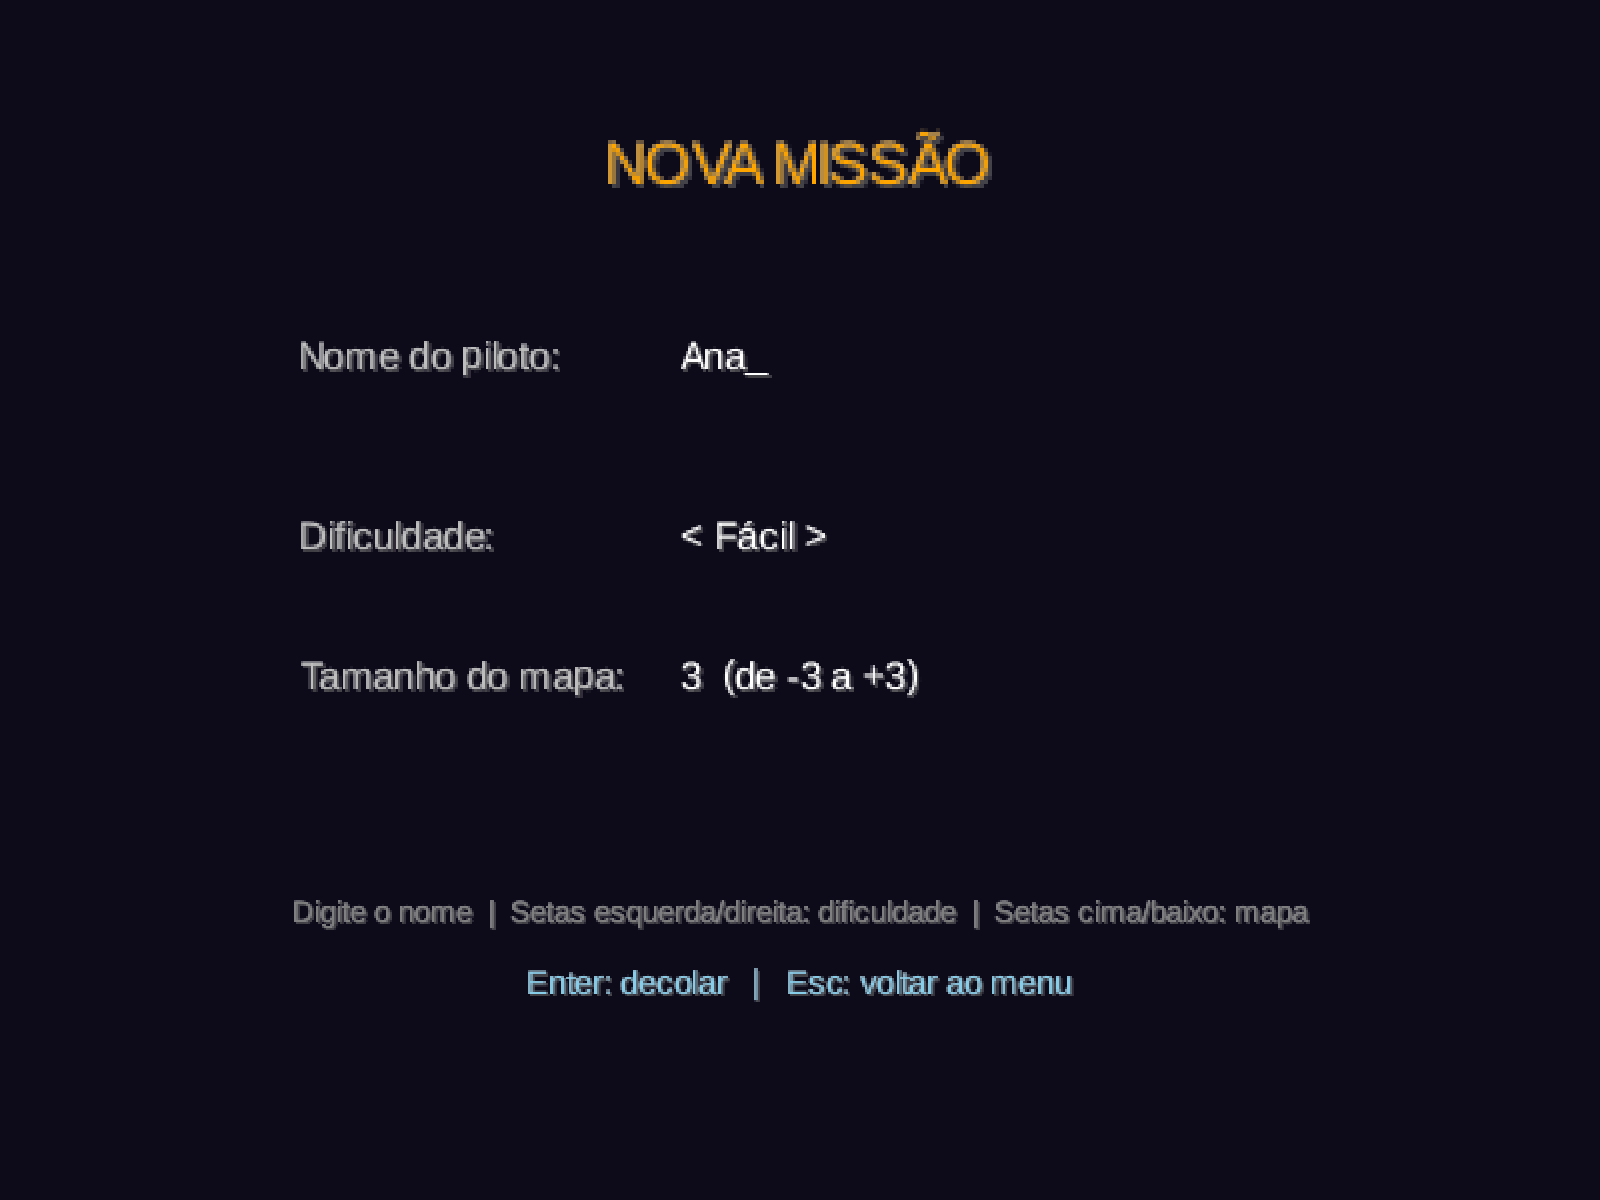 NOVA MISSÃO
Nome do piloto: Ana_
Dificuldade: < Fácil >
Tamanho do mapa: 3  (de -3 a +3)
Digite o nome  |  Setas esquerda/direita: dificuldade  |  Setas cima/baixo: mapa
Enter: decolar   |   Esc: voltar ao menu